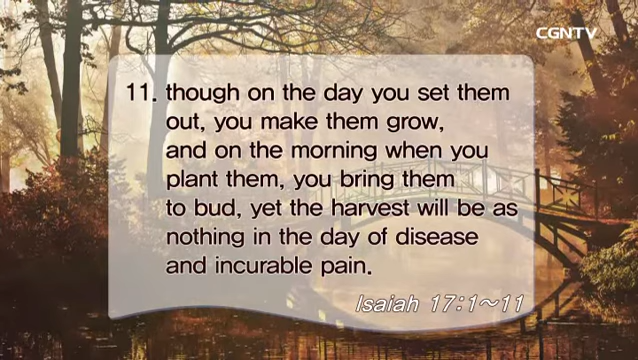 CGNTV
11. though on the day you set them
out, you make them grow,
and on the morning when you
plant them, you bring them
to bud, yet the harvest will be as
nothing in the day of disease
and incurable pain.
Isaiah 17:1~11